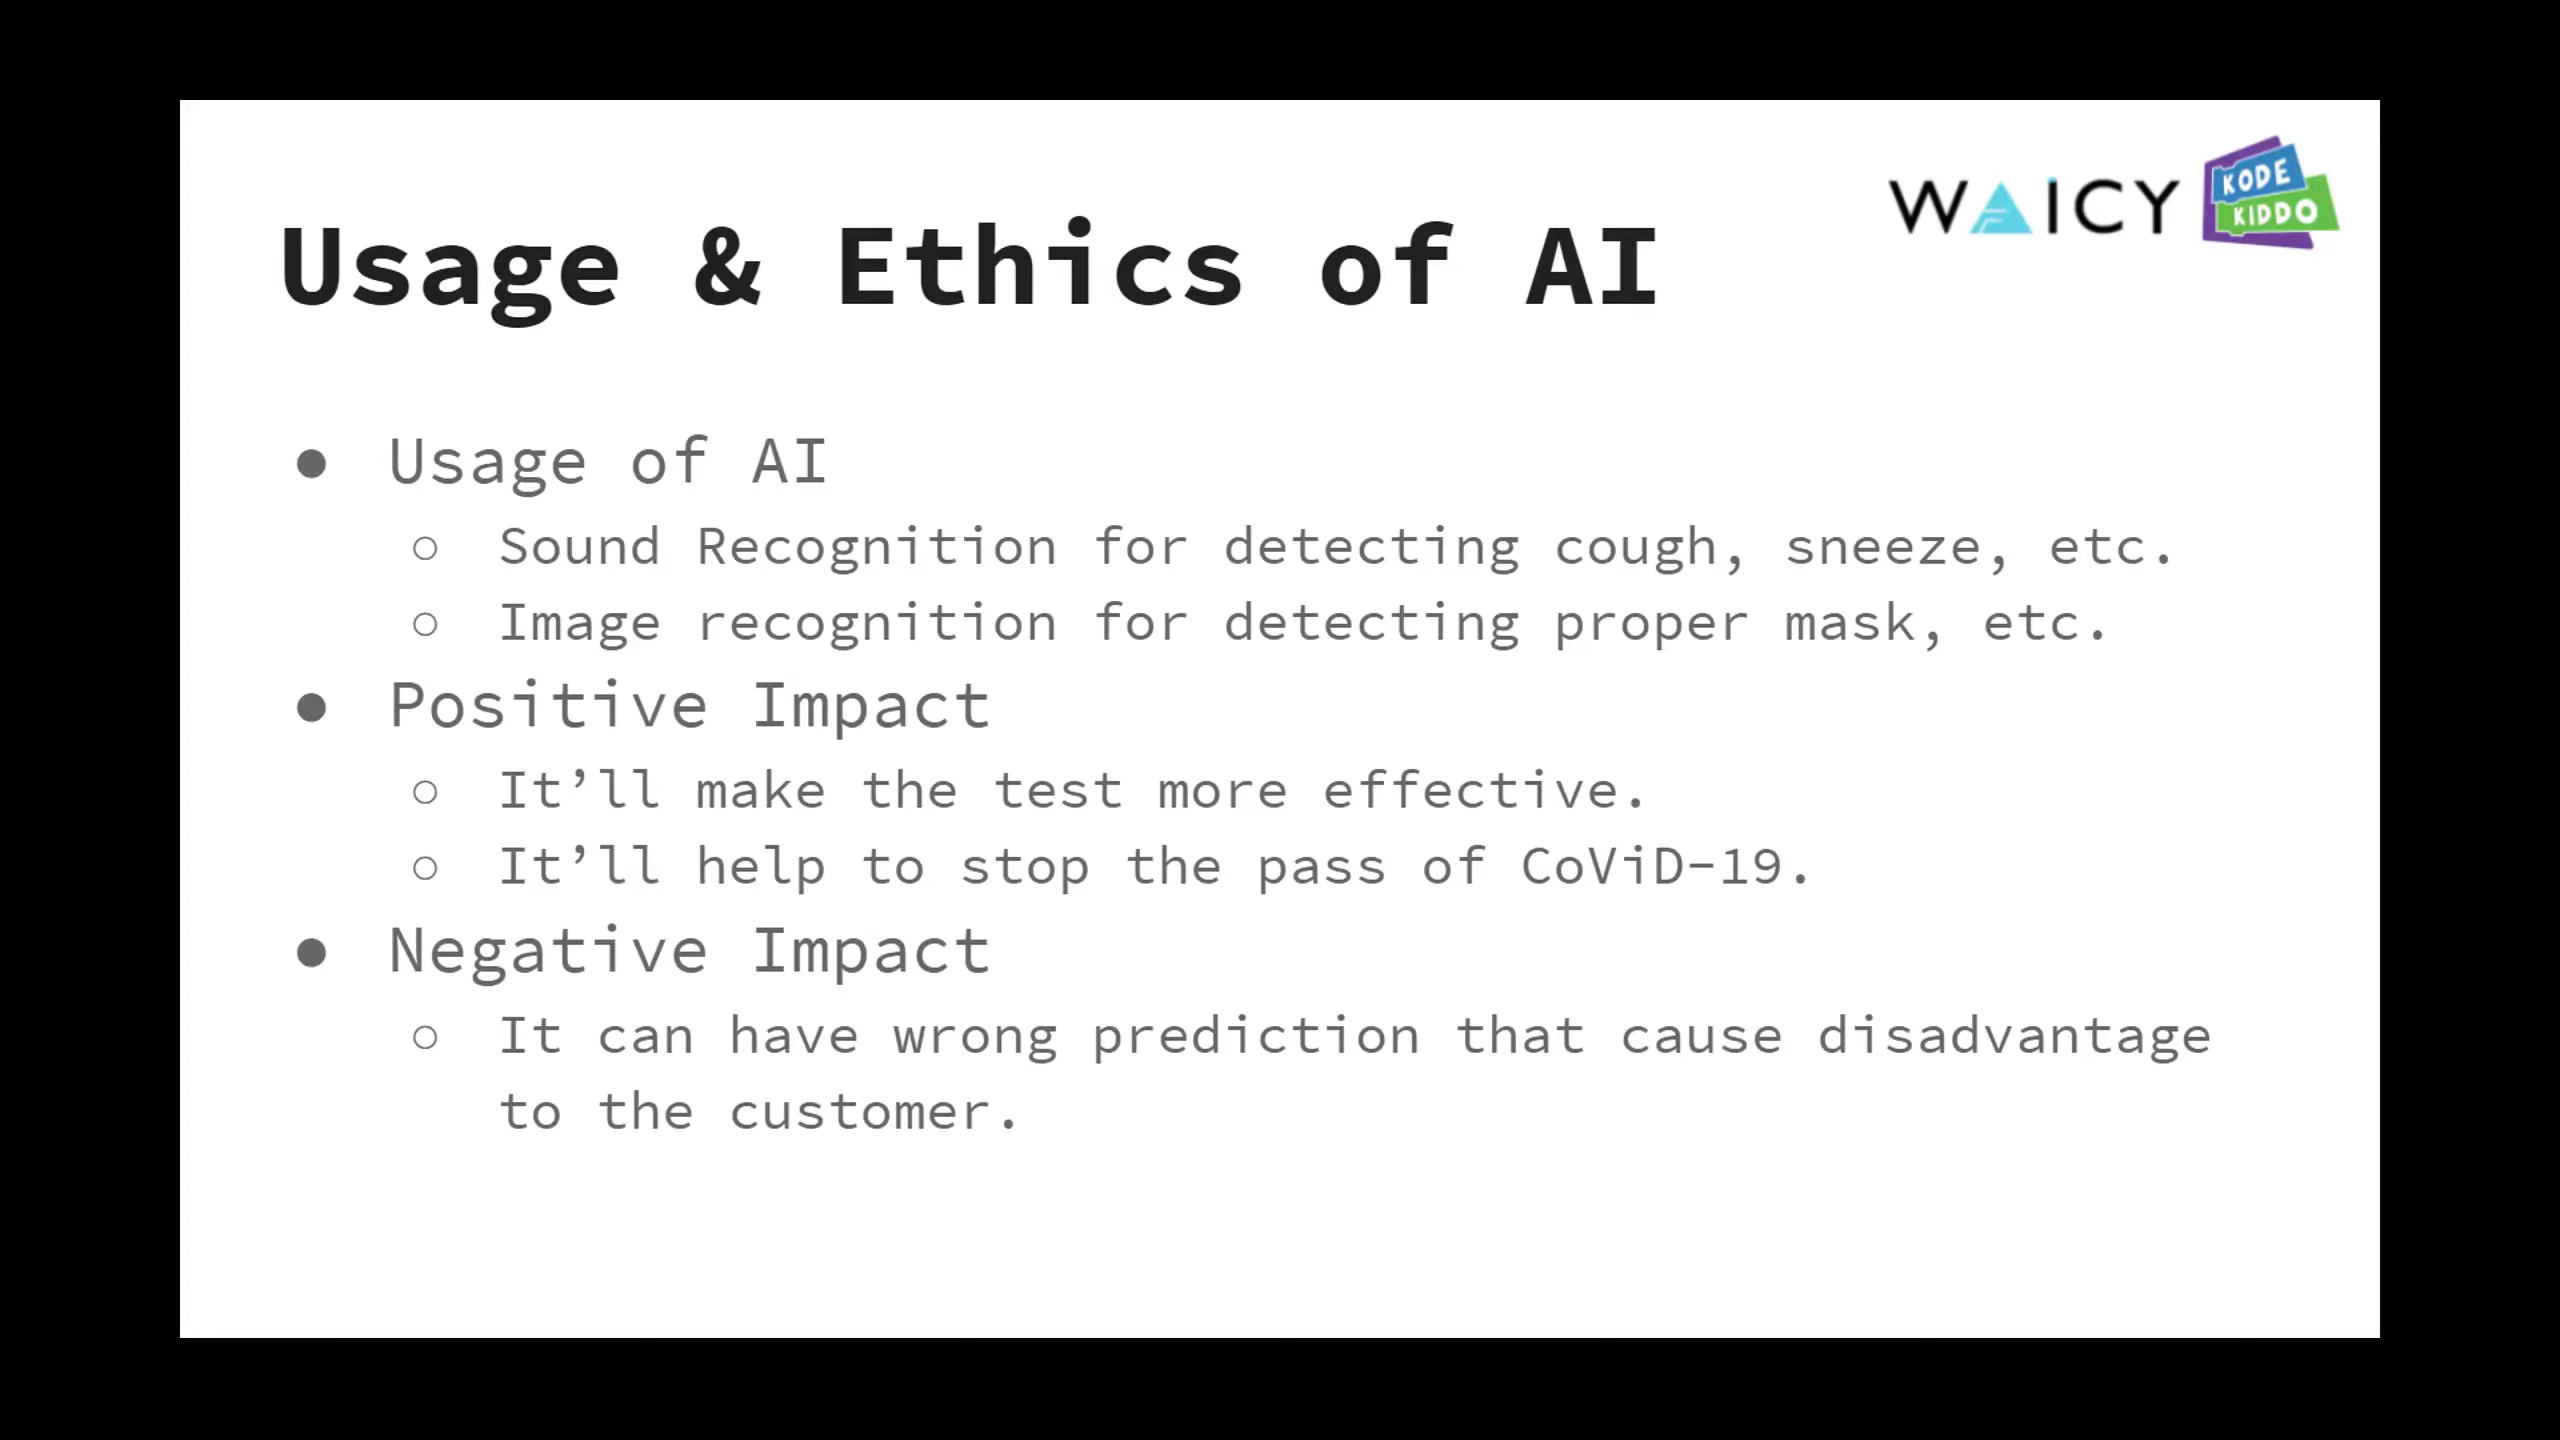 WAICY KODE KIDDO
Usage & Ethics of AI
● Usage of AI
○ Sound Recognition for detecting cough, sneeze, etc.
○ Image recognition for detecting proper mask, etc.
● Positive Impact
○ It’ll make the test more effective.
○ It’ll help to stop the pass of CoViD-19.
● Negative Impact
○ It can have wrong prediction that cause disadvantage
to the customer.